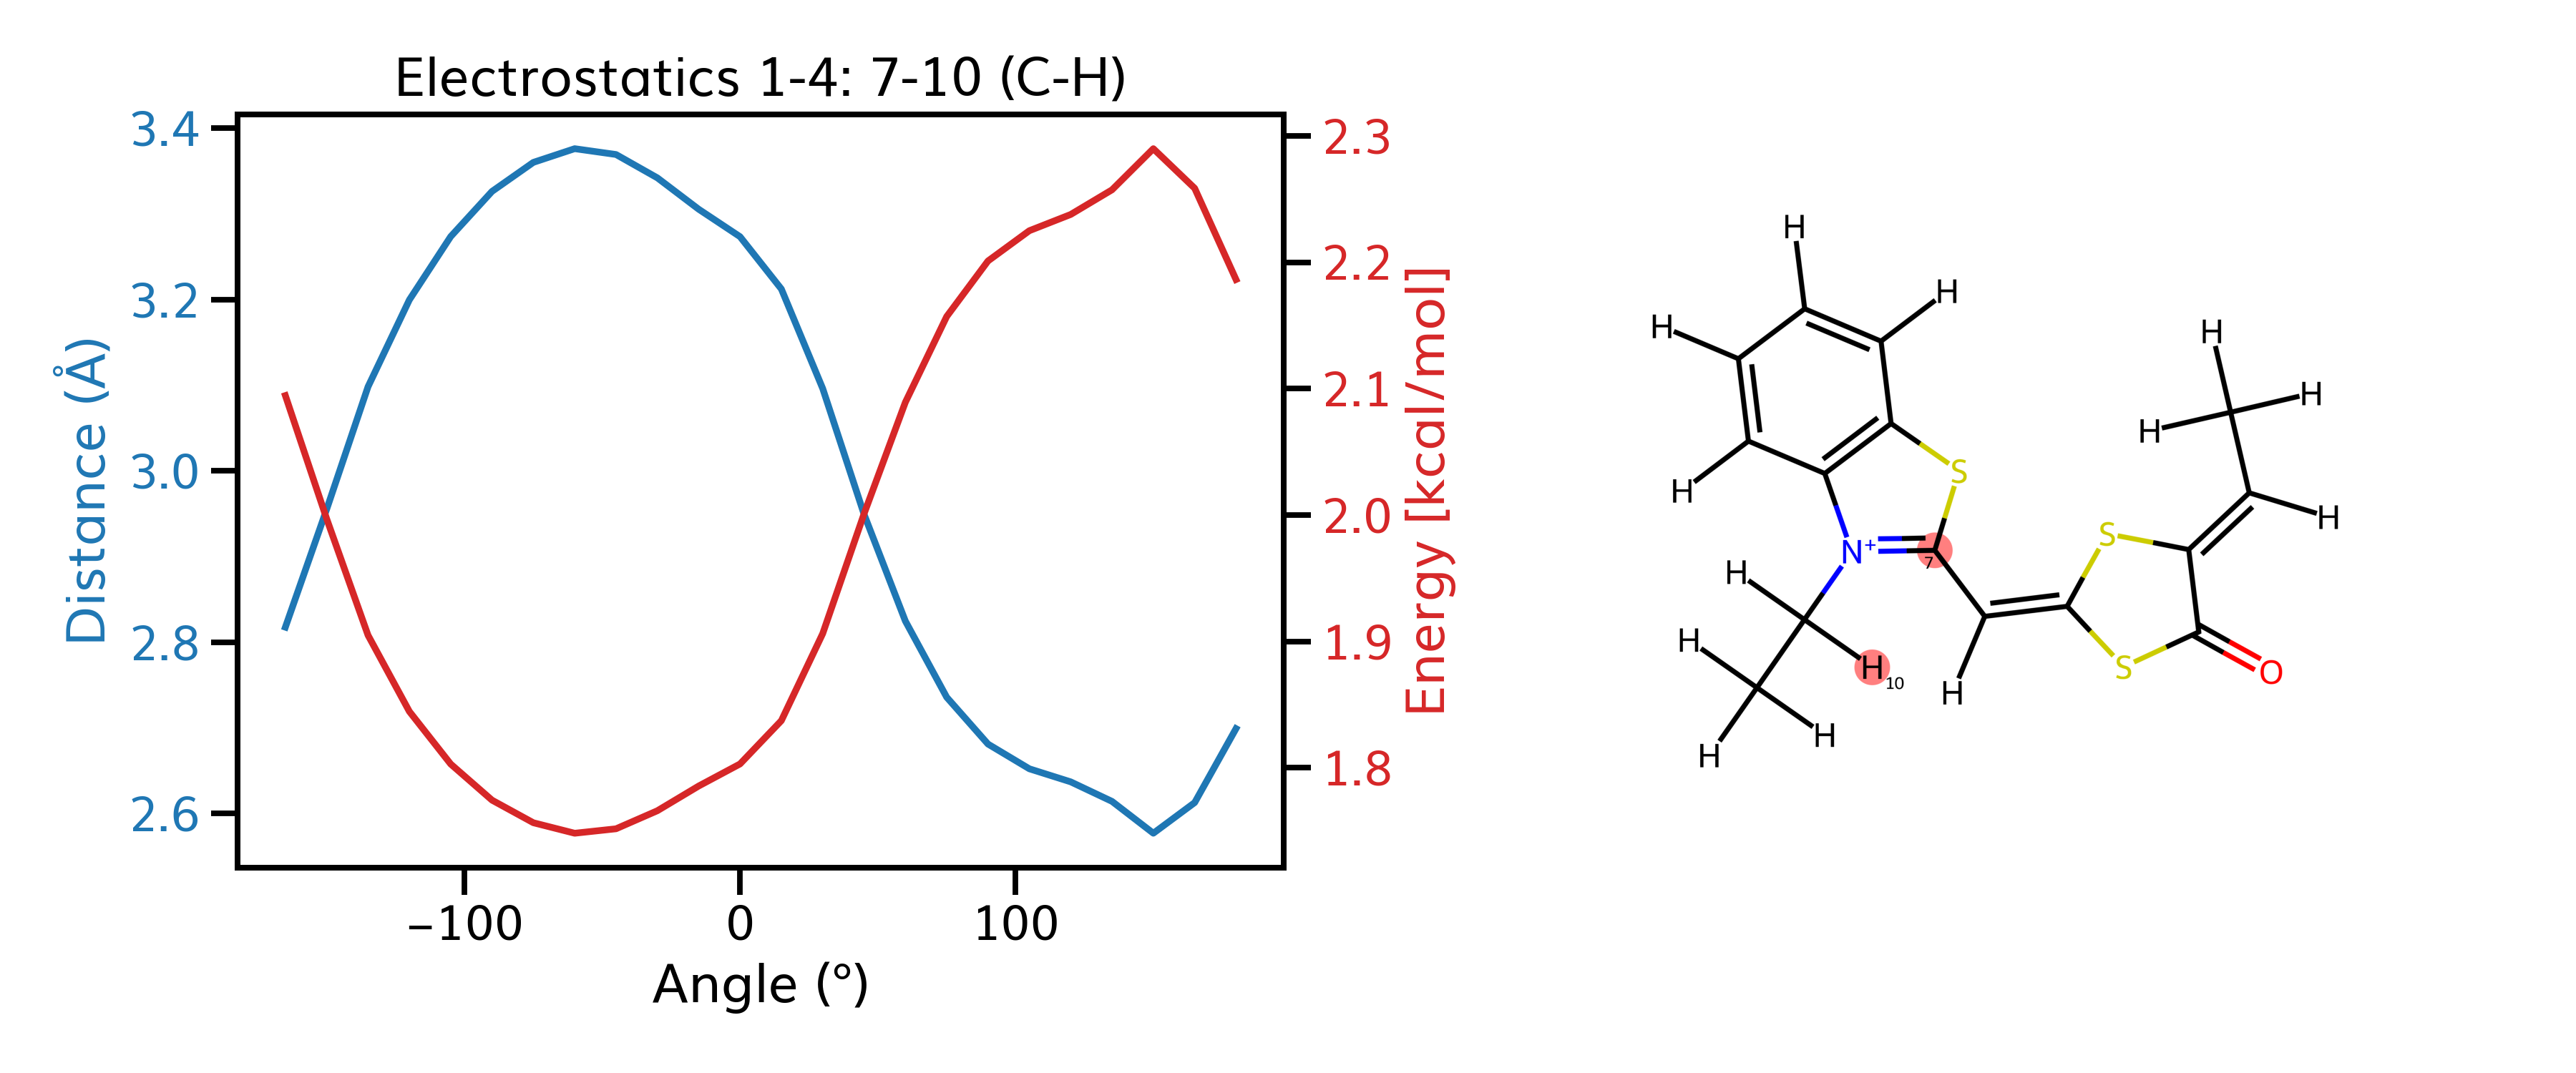 Electrostatics 1-4: 7-10 (C-H)
3.4
3.2
3.0
2.8
2.6
Distance (Å)
2.3
2.2
2.1
2.0
1.9
1.8
Energy [kcal/mol]
−100 0 100
Angle (°)
H
H
H
H
H
H
H
S
H
S
H
N⁺
7
H
H
H
10
S
O
H
H
H